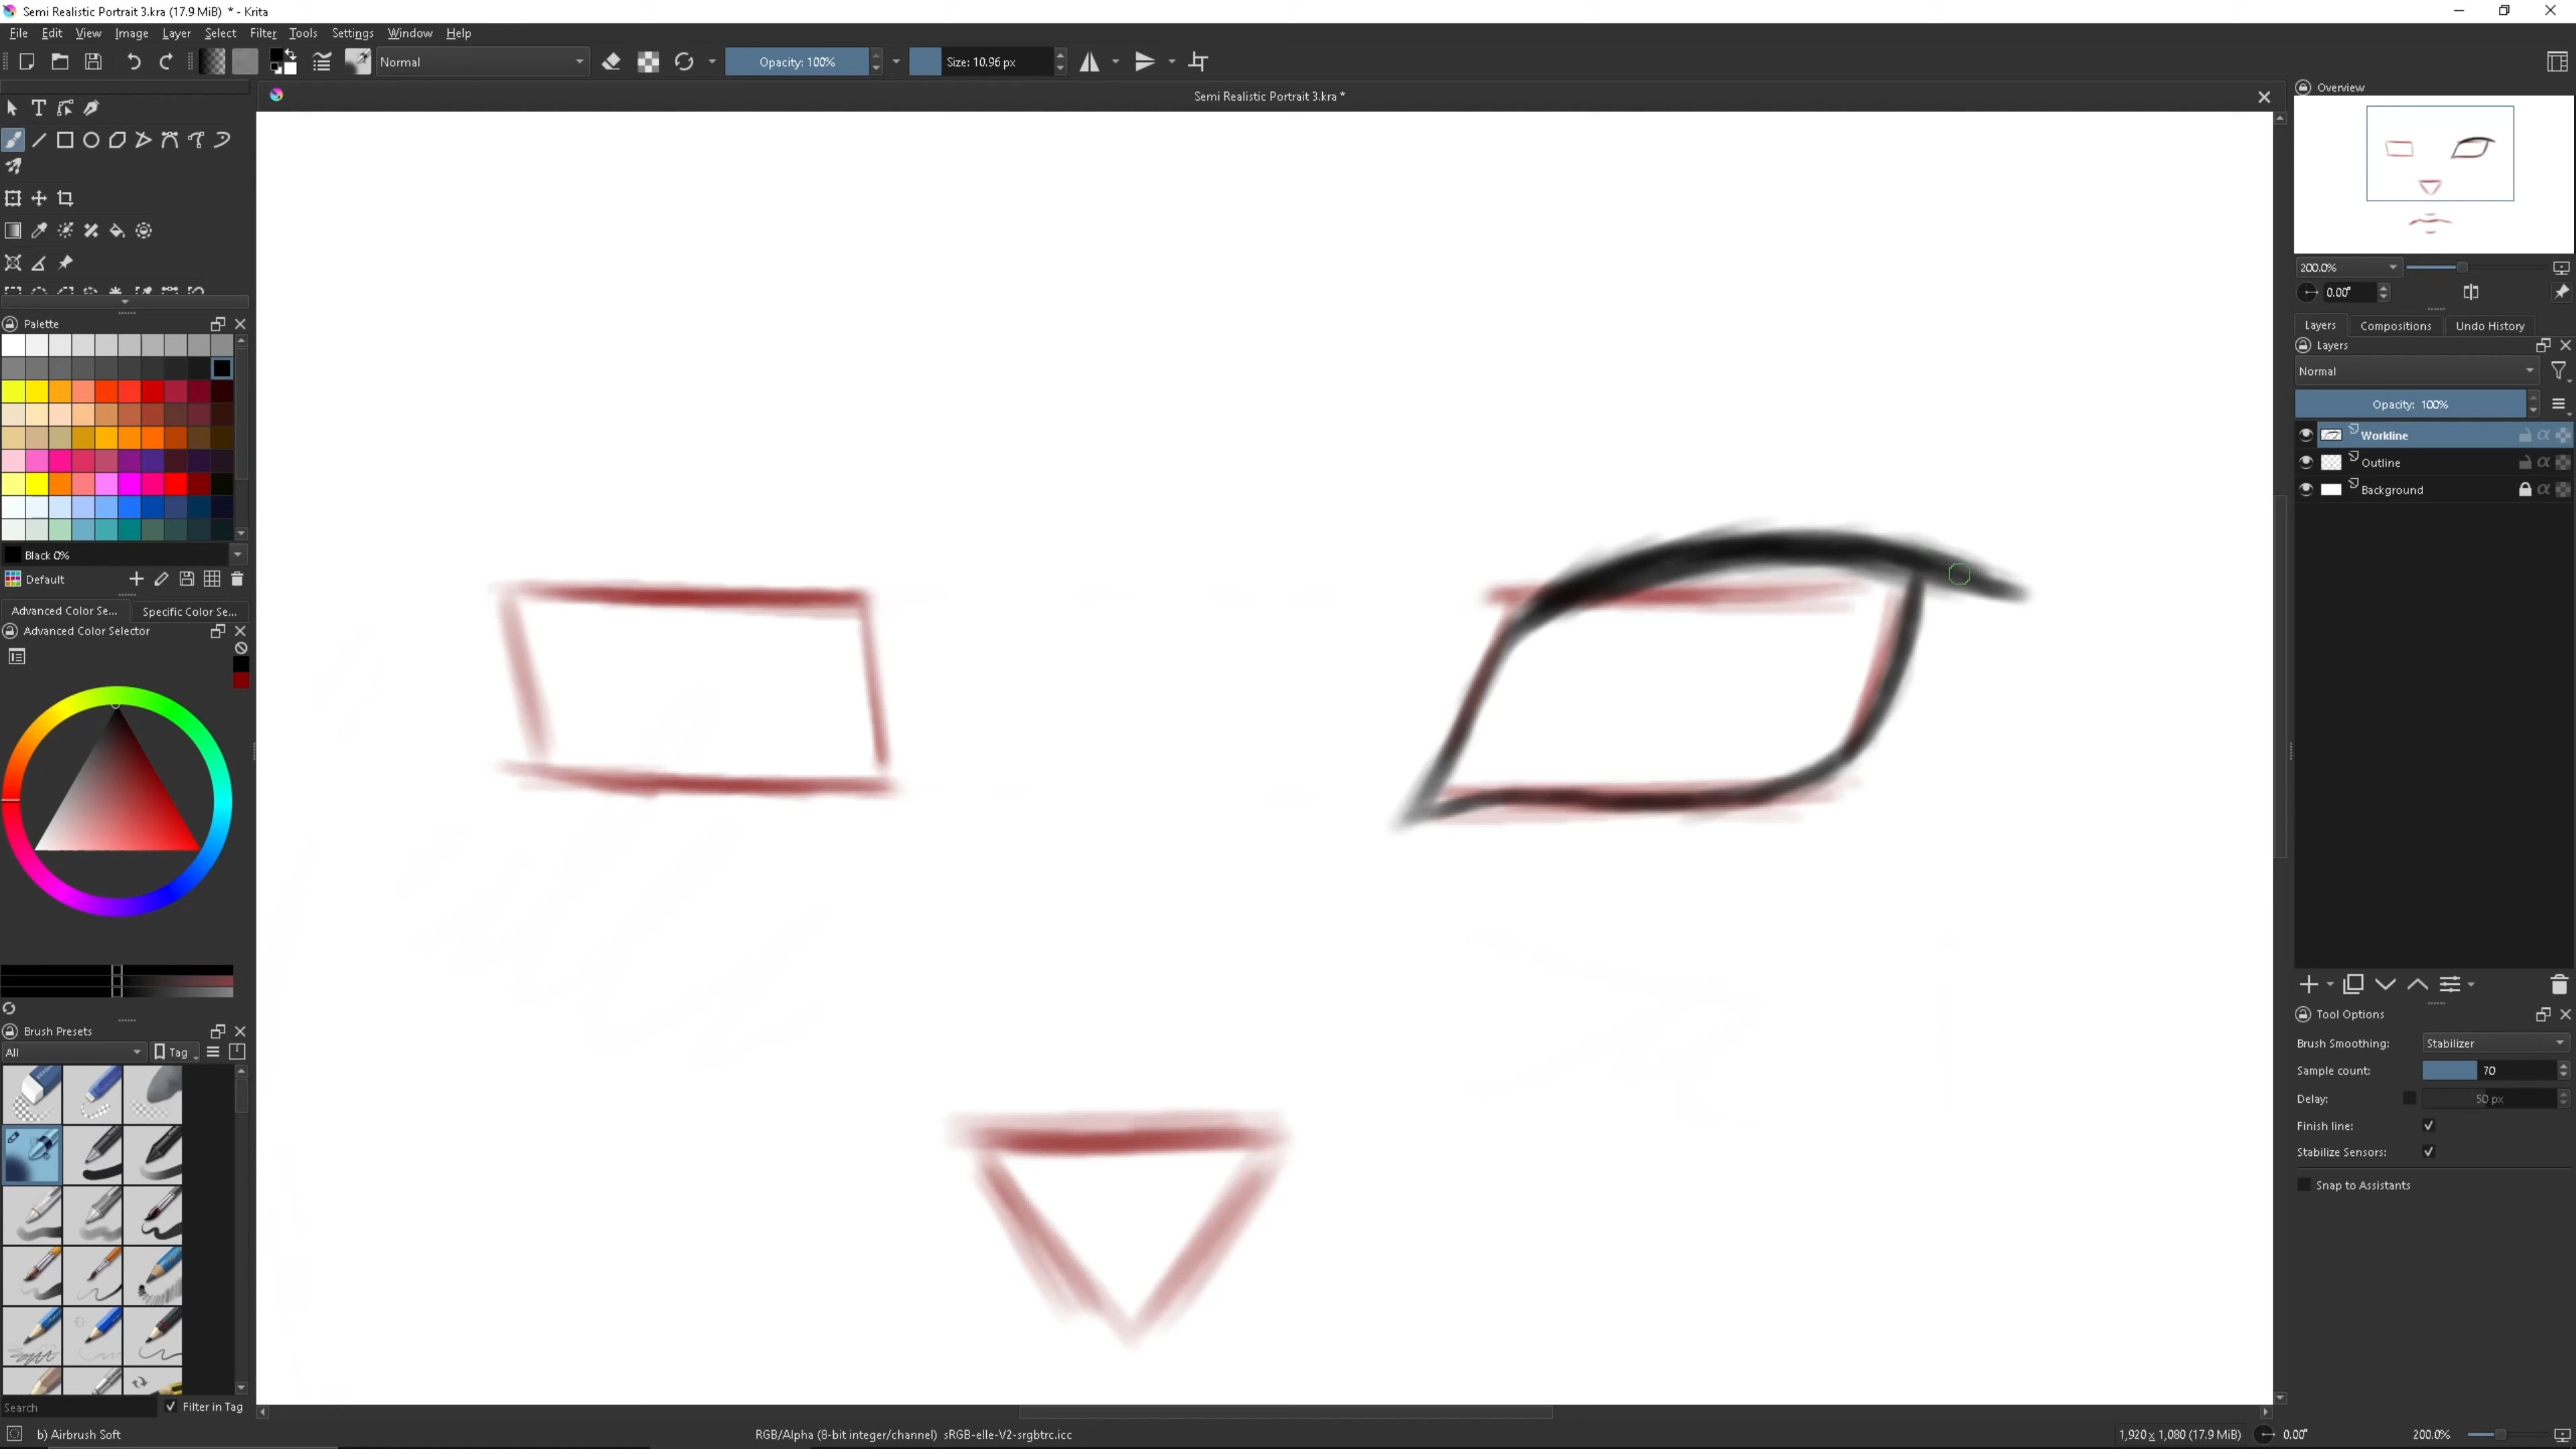 Semi Realistic Portrait 3.kra (17.9 MiB) * - Krita
File Edit View Image Layer Select Filter Tools Settings Window Help
Normal Opacity: 100% Size: 10.96 px
Semi Realistic Portrait 3.kra *
Overview
200.0%
0.00°
Palette
Layers Compositions Undo History
Layers
Normal
Opacity: 100%
Workline
Outline
Background
Black 0%
Default
Advanced Color Se... Specific Color Se...
Advanced Color Selector
Tool Options
Brush Presets
All Tag
Brush Smoothing: Stabilizer
Sample count: 70
Delay: 50 px
Finish line:
Stabilize Sensors:
Snap to Assistants
Search Filter in Tag
b) Airbrush Soft RGB/Alpha (8-bit integer/channel) sRGB-elle-V2-srgbtrc.icc 1,920 x 1,080 (17.9 MiB) 0.00° 200.0%